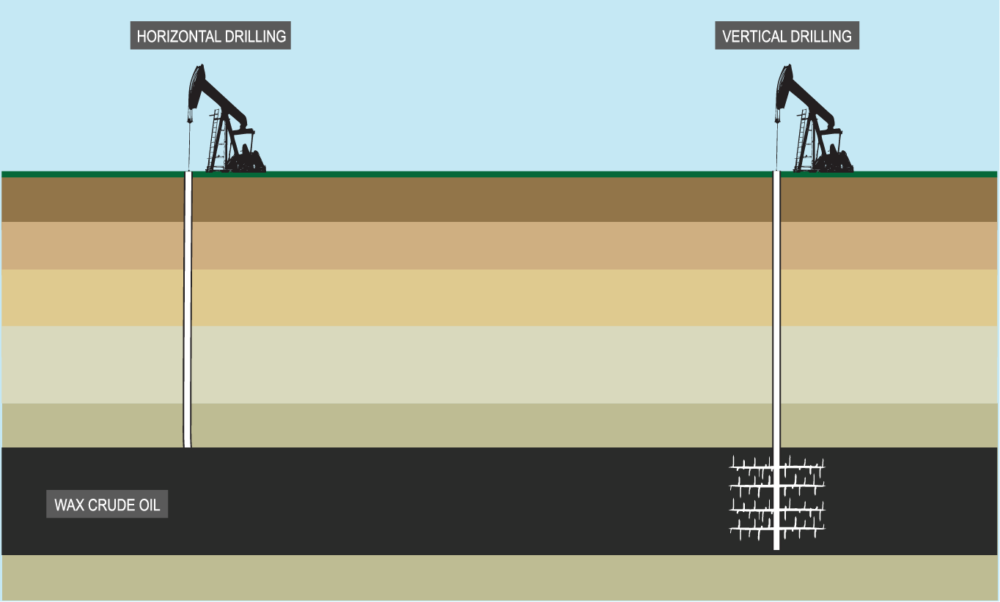 HORIZONTAL DRILLING
VERTICAL DRILLING
WAX CRUDE OIL